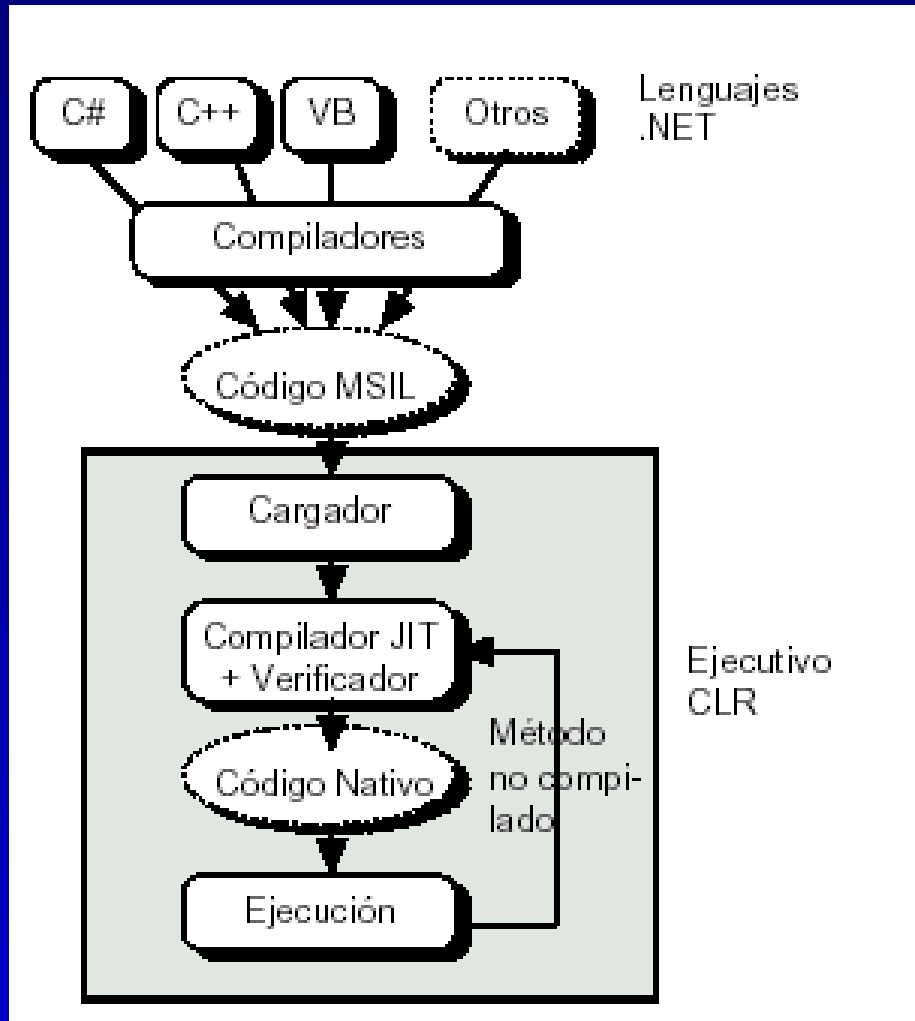 C#
C++
VB
Otros
Lenguajes
.NET
Compiladores
Código MSIL
Cargador
Compilador JIT
+ Verificador
Ejecutivo
CLR
Método
no compi-
lado
Código Nativo
Ejecución